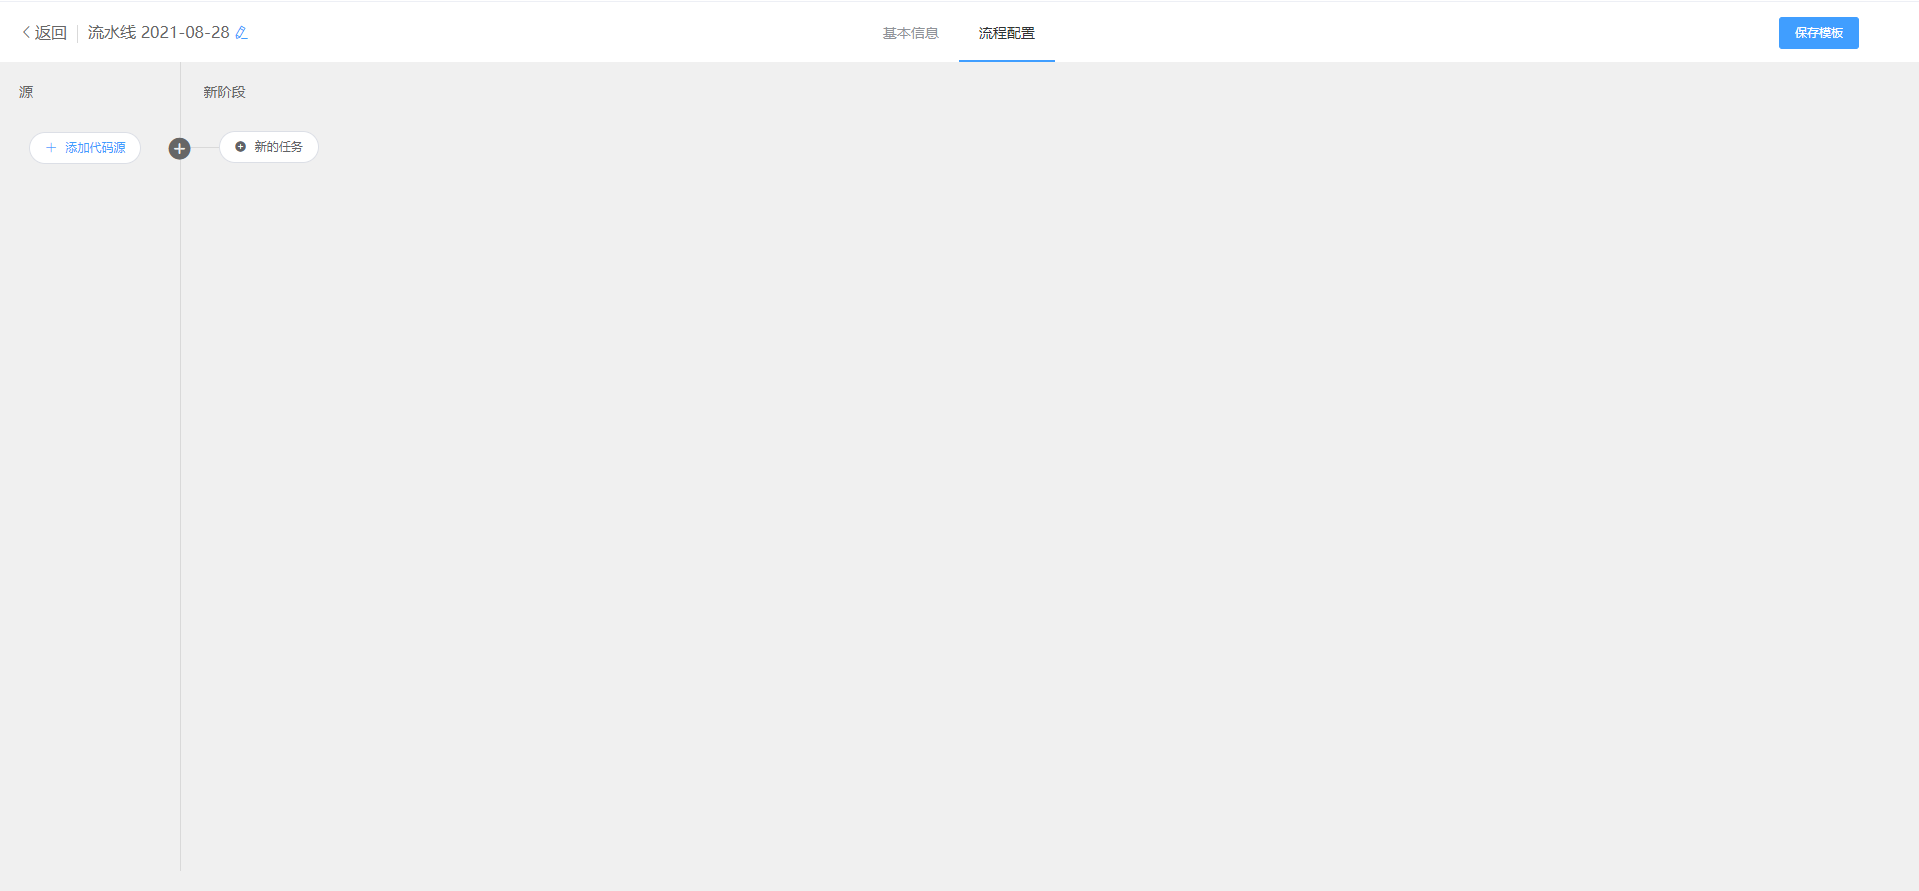 返回 流水线 2021-08-28 基本信息 流程配置 保存模板
源 新阶段
添加代码源 新的任务